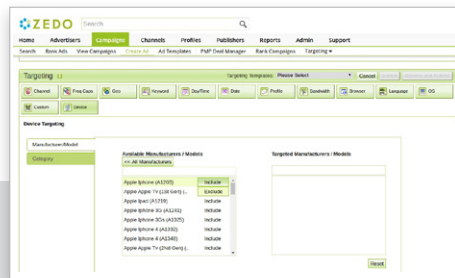 ZEDO
Search
Home Advertisers Campaigns Channels Profiles Publishers Reports Admin Support
Search Basic Ads View Campaigns Create Ad Ad Templates PMP Deal Manager Bank Campaigns Targeting
Targeting
Targeting Templates: Please Select Cancel
Channel Freq Caps Geo Keyword Day/Time Date Profile Bandwidth Browser Language OS
Custom Device
Device Targeting
Manufacturer/Model
Category
Available Manufacturers / Models
Targeted Manufacturers / Models
<< All Manufacturers
Apple Iphone (A1203) Include
Apple Apple Tv (1St Gen) (.. Exclude
Apple Ipad (A1219) Include
Apple Iphone 3G (A1241) Include
Apple Iphone 3Gs (A1325) Include
Apple Iphone 4 (A1332) Include
Apple Iphone 4 (A1349) Include
Apple Apple Tv (2Nd Gen) (.. Include
Reset